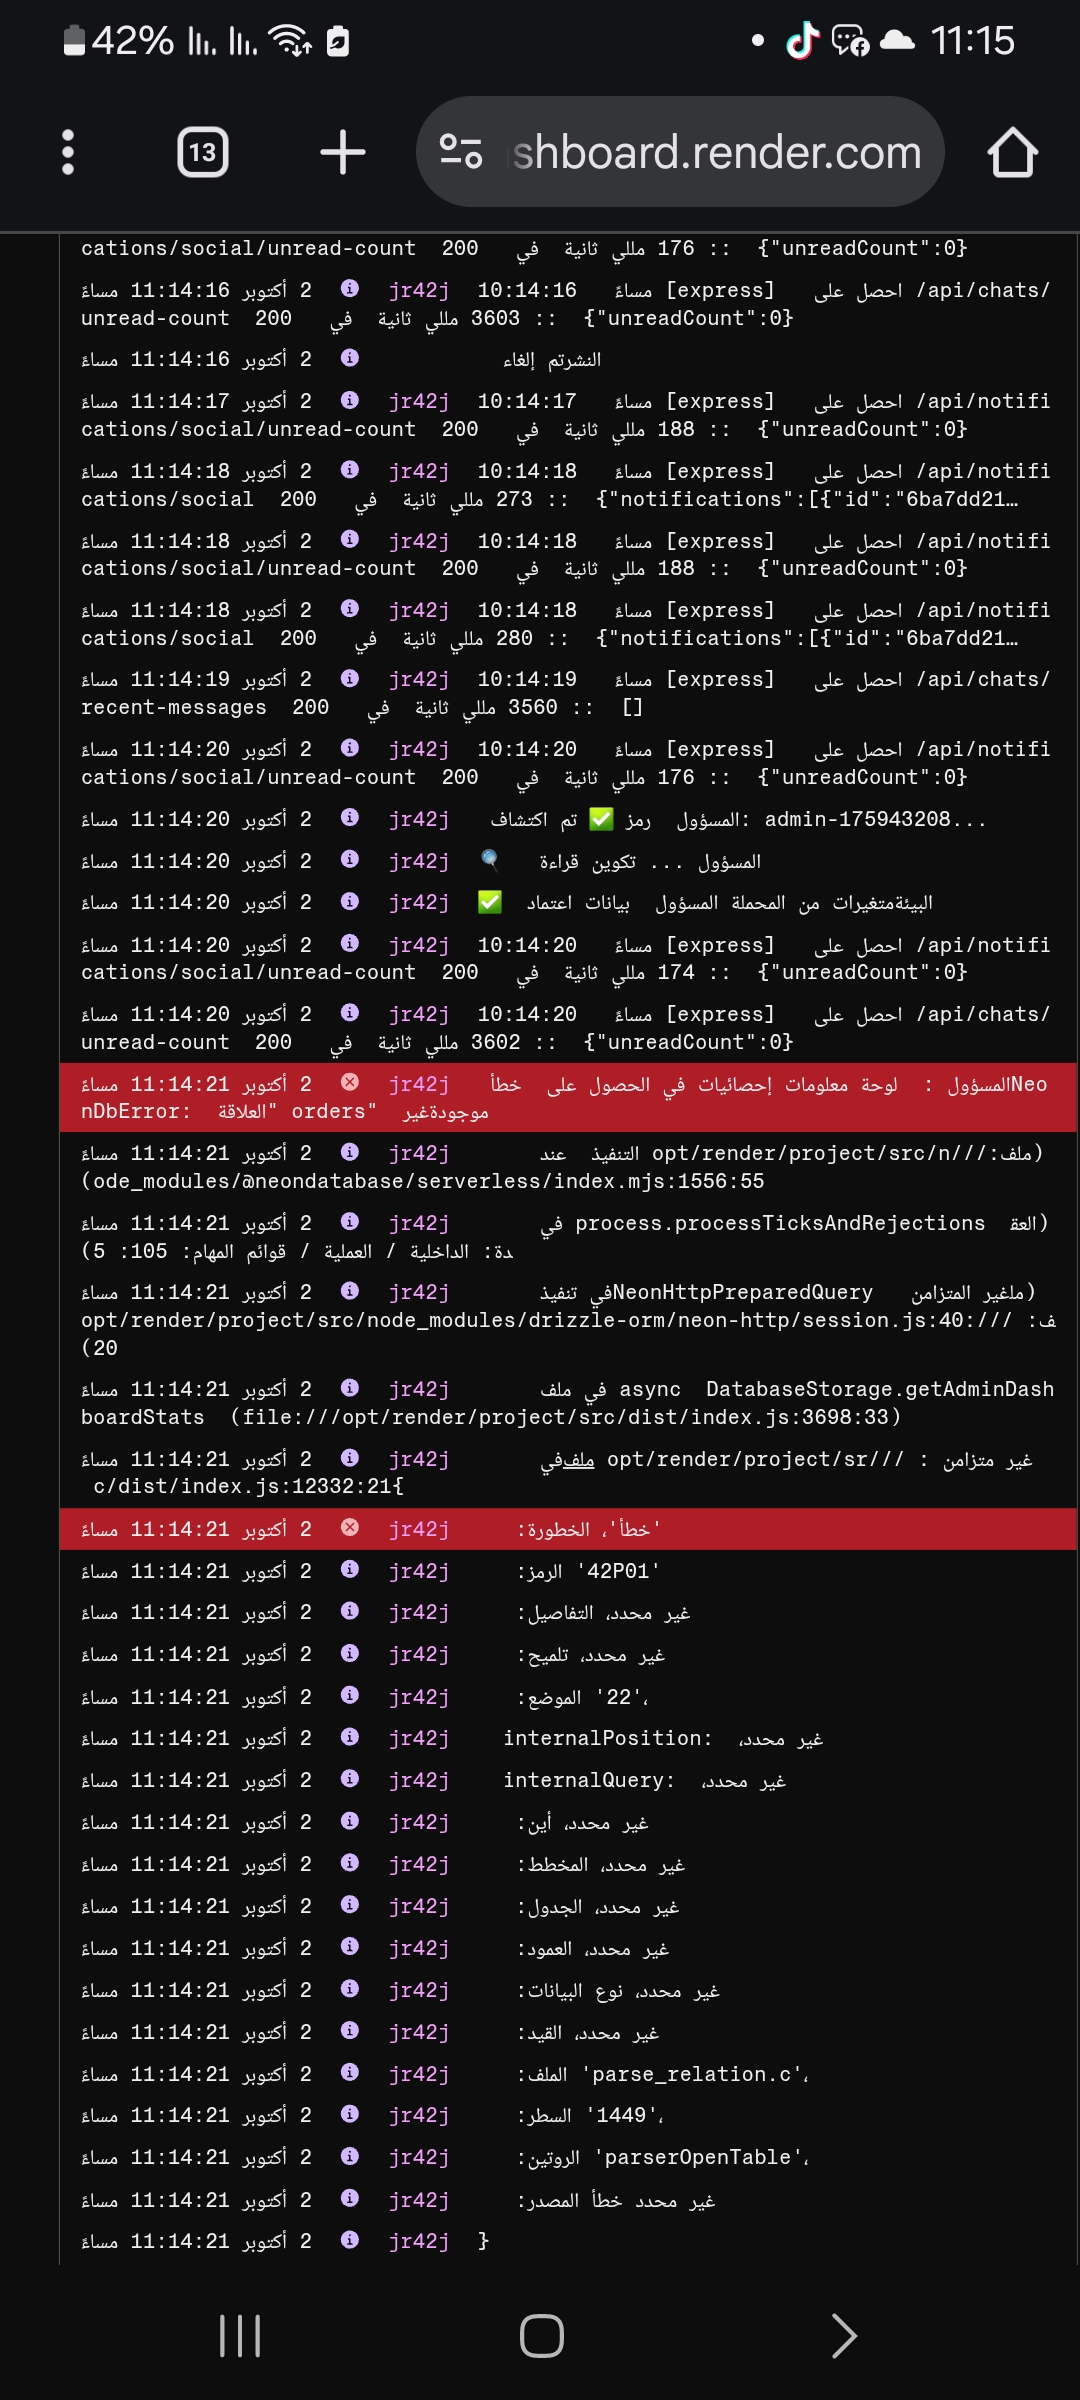 42% 11:15
13 shboard.render.com
cations/social/unread-count 200 في 176 مللي ثانية :: {"unreadCount":0}
2 أكتوبر 11:14:16 مساءً jr42j 10:14:16 مساءً [express] احصل على /api/chats/
unread-count 200 في 3603 مللي ثانية :: {"unreadCount":0}
2 أكتوبر 11:14:16 مساءً النشرتم إلغاء
2 أكتوبر 11:14:17 مساءً jr42j 10:14:17 مساءً [express] احصل على /api/notifi
cations/social/unread-count 200 في 188 مللي ثانية :: {"unreadCount":0}
2 أكتوبر 11:14:18 مساءً jr42j 10:14:18 مساءً [express] احصل على /api/notifi
cations/social 200 في 273 مللي ثانية :: {"notifications":[{"id":"6ba7dd21…
2 أكتوبر 11:14:18 مساءً jr42j 10:14:18 مساءً [express] احصل على /api/notifi
cations/social/unread-count 200 في 188 مللي ثانية :: {"unreadCount":0}
2 أكتوبر 11:14:18 مساءً jr42j 10:14:18 مساءً [express] احصل على /api/notifi
cations/social 200 في 280 مللي ثانية :: {"notifications":[{"id":"6ba7dd21…
2 أكتوبر 11:14:19 مساءً jr42j 10:14:19 مساءً [express] احصل على /api/chats/
recent-messages 200 في 3560 مللي ثانية :: []
2 أكتوبر 11:14:20 مساءً jr42j 10:14:20 مساءً [express] احصل على /api/notifi
cations/social/unread-count 200 في 176 مللي ثانية :: {"unreadCount":0}
2 أكتوبر 11:14:20 مساءً jr42j تم اكتشاف ✅ رمز المسؤول: admin-175943208...
2 أكتوبر 11:14:20 مساءً jr42j 🔍 قراءة تكوين ... المسؤول
2 أكتوبر 11:14:20 مساءً jr42j ✅ اعتماد بيانات المسؤول المحملة من البيئةمتغيرات
2 أكتوبر 11:14:20 مساءً jr42j 10:14:20 مساءً [express] احصل على /api/notifi
cations/social/unread-count 200 في 174 مللي ثانية :: {"unreadCount":0}
2 أكتوبر 11:14:20 مساءً jr42j 10:14:20 مساءً [express] احصل على /api/chats/
unread-count 200 في 3602 مللي ثانية :: {"unreadCount":0}
2 أكتوبر 11:14:21 مساءً jr42j خطأ في الحصول على إحصائيات معلومات لوحة : المسؤولNeo
nDbError: العلاقة" orders" موجودةغير
2 أكتوبر 11:14:21 مساءً jr42j عند التنفيذ (ملف:///opt/render/project/src/n
ode_modules/@neondatabase/serverless/index.mjs:1556:55)
2 أكتوبر 11:14:21 مساءً jr42j في process.processTicksAndRejections (العق
دة: الداخلية / العملية / قوائم المهام: 105: 5)
2 أكتوبر 11:14:21 مساءً jr42j في تنفيذNeonHttpPreparedQuery غير المتزامن (مل
ف: ///opt/render/project/src/node_modules/drizzle-orm/neon-http/session.js:40:
20)
2 أكتوبر 11:14:21 مساءً jr42j في ملف async DatabaseStorage.getAdminDash
boardStats (file:///opt/render/project/src/dist/index.js:3698:33)
2 أكتوبر 11:14:21 مساءً jr42j فيملف غير متزامن : ///opt/render/project/sr
c/dist/index.js:12332:21{
2 أكتوبر 11:14:21 مساءً jr42j الخطورة: 'خطأ'،
2 أكتوبر 11:14:21 مساءً jr42j الرمز: '42P01'
2 أكتوبر 11:14:21 مساءً jr42j التفاصيل: غير محدد،
2 أكتوبر 11:14:21 مساءً jr42j تلميح: غير محدد،
2 أكتوبر 11:14:21 مساءً jr42j الموضع: '22'،
2 أكتوبر 11:14:21 مساءً jr42j internalPosition: غير محدد،
2 أكتوبر 11:14:21 مساءً jr42j internalQuery: غير محدد،
2 أكتوبر 11:14:21 مساءً jr42j أين: غير محدد،
2 أكتوبر 11:14:21 مساءً jr42j المخطط: غير محدد،
2 أكتوبر 11:14:21 مساءً jr42j الجدول: غير محدد،
2 أكتوبر 11:14:21 مساءً jr42j العمود: غير محدد،
2 أكتوبر 11:14:21 مساءً jr42j نوع البيانات: غير محدد،
2 أكتوبر 11:14:21 مساءً jr42j القيد: غير محدد،
2 أكتوبر 11:14:21 مساءً jr42j الملف: 'parse_relation.c'،
2 أكتوبر 11:14:21 مساءً jr42j السطر: '1449'،
2 أكتوبر 11:14:21 مساءً jr42j الروتين: 'parserOpenTable'،
2 أكتوبر 11:14:21 مساءً jr42j المصدر: غير محدد خطأ
2 أكتوبر 11:14:21 مساءً jr42j }